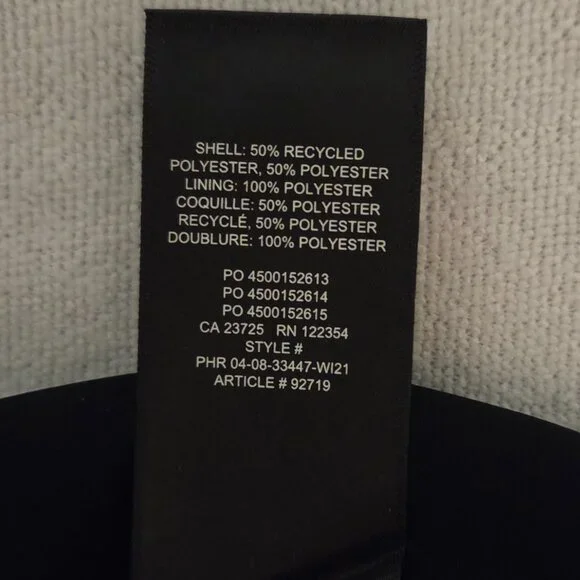 SHELL: 50% RECYCLED
POLYESTER, 50% POLYESTER
LINING: 100% POLYESTER
COQUILLE: 50% POLYESTER
RECYCLÉ, 50% POLYESTER
DOUBLURE: 100% POLYESTER
PO 4500152613
PO 4500152614
PO 4500152615
CA 23725 RN 122354
STYLE #
PHR 04-08-33447-WI21
ARTICLE # 92719